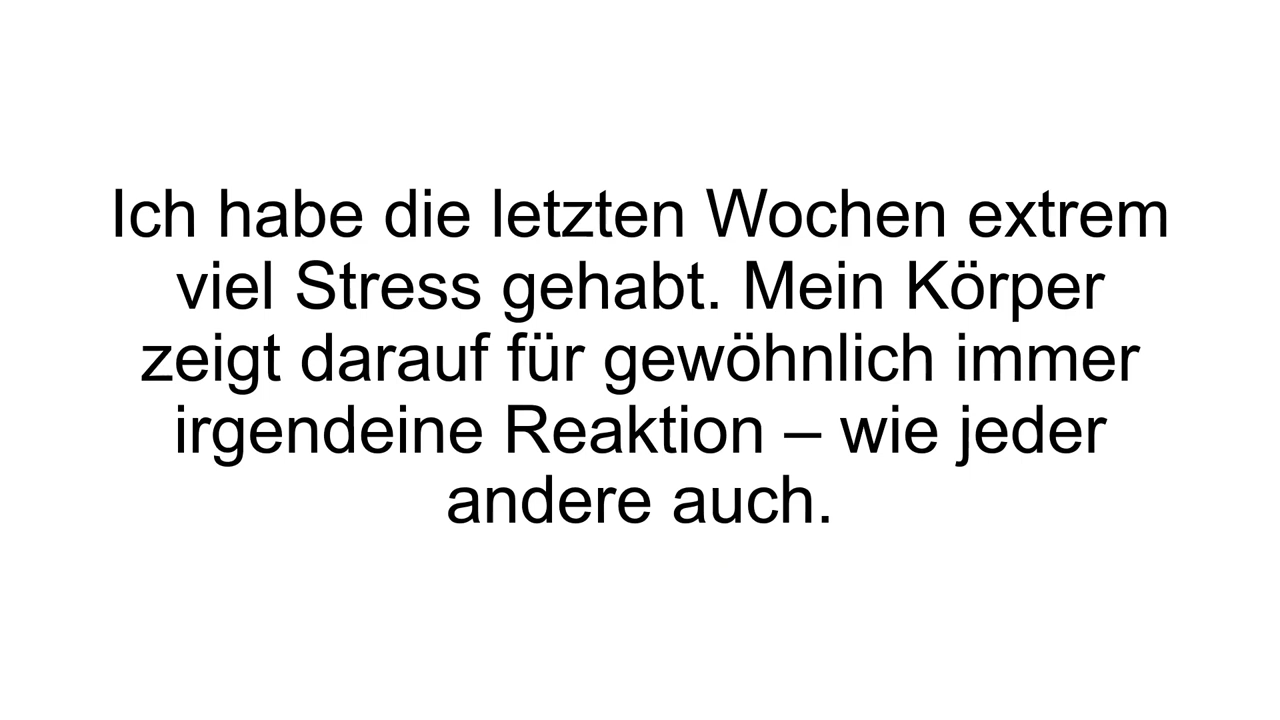 Ich habe die letzten Wochen extrem
viel Stress gehabt. Mein Körper
zeigt darauf für gewöhnlich immer
irgendeine Reaktion – wie jeder
andere auch.